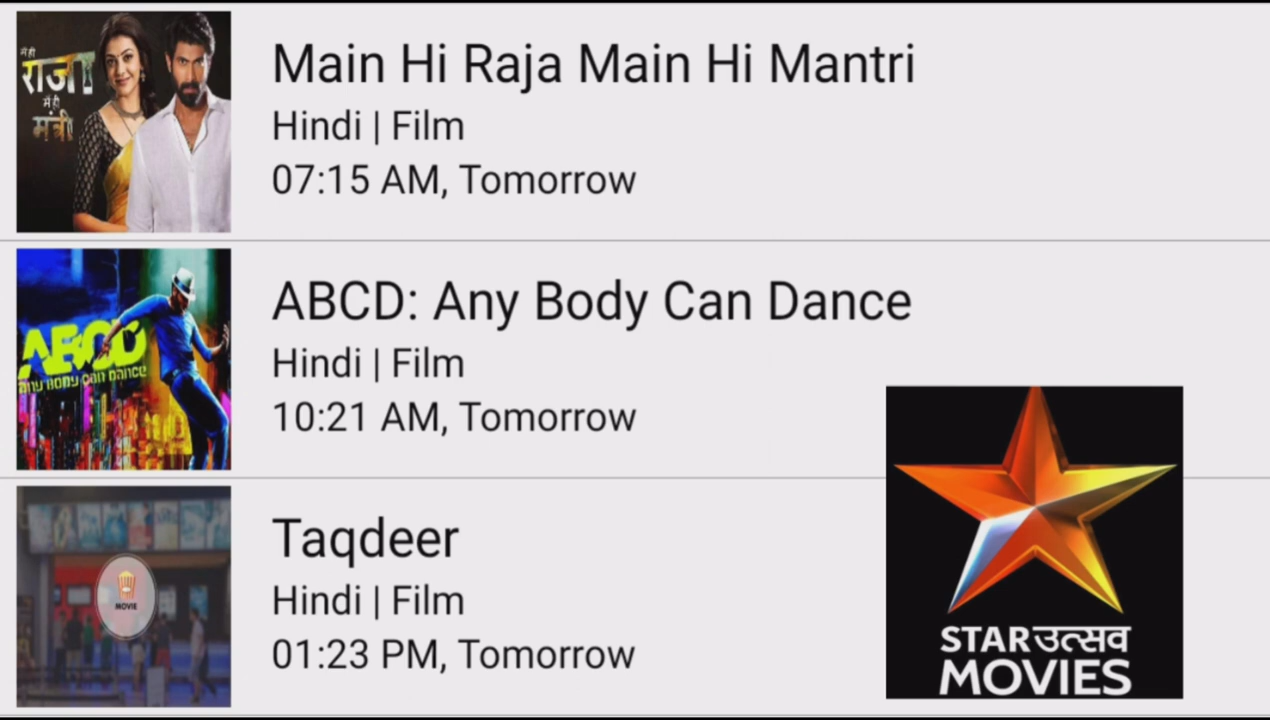 मैं ही
राजा
मैं ही
मंत्री
Main Hi Raja Main Hi Mantri
Hindi | Film
07:15 AM, Tomorrow
ABCD
any body can dance
ABCD: Any Body Can Dance
Hindi | Film
10:21 AM, Tomorrow
MOVIE
Taqdeer
Hindi | Film
01:23 PM, Tomorrow
STAR उत्सव
MOVIES